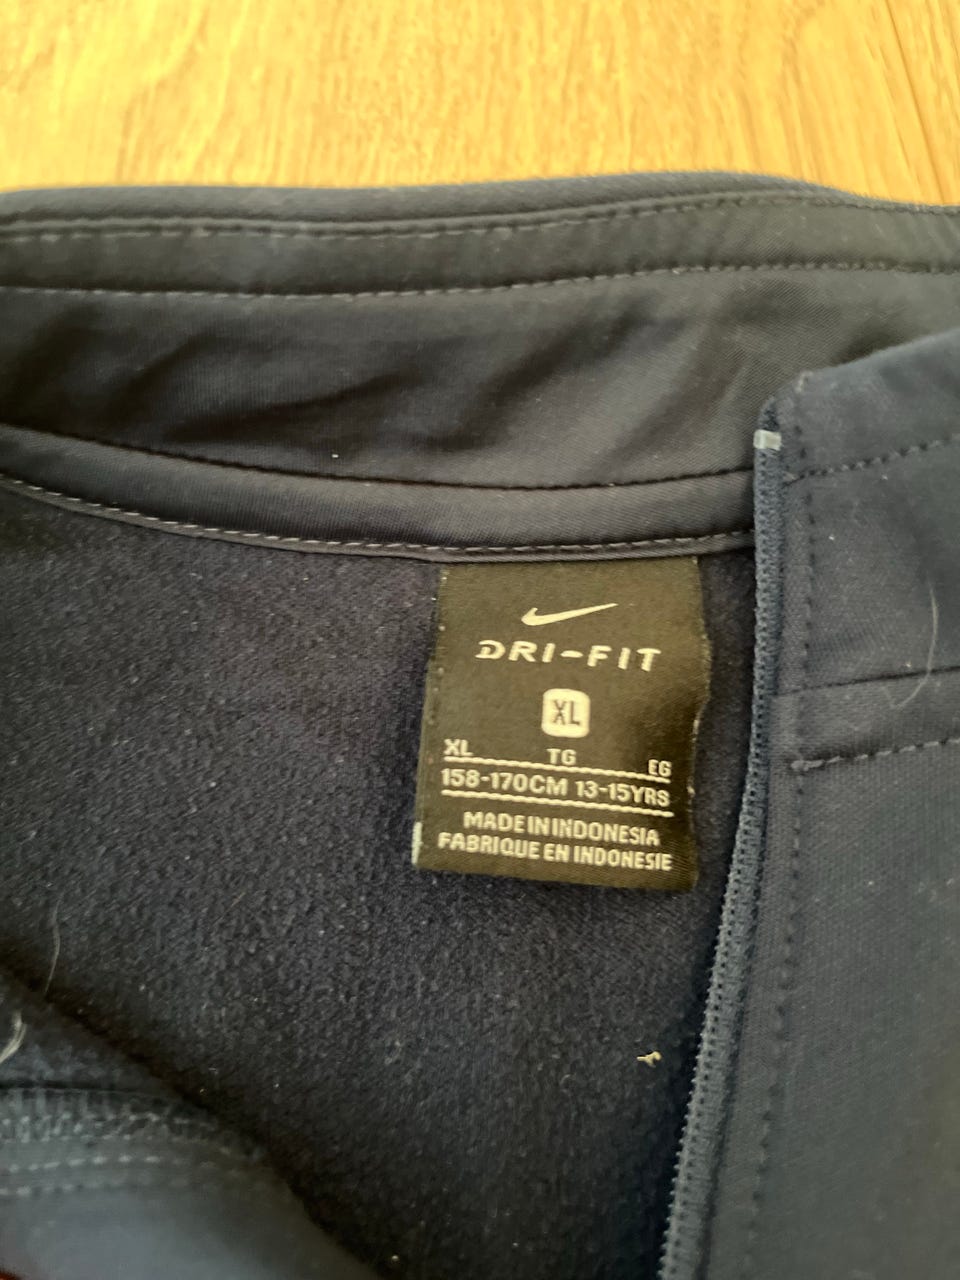 DRI-FIT
XL
XL TG EG
158-170CM 13-15YRS
MADE IN INDONESIA
FABRIQUE EN INDONESIE